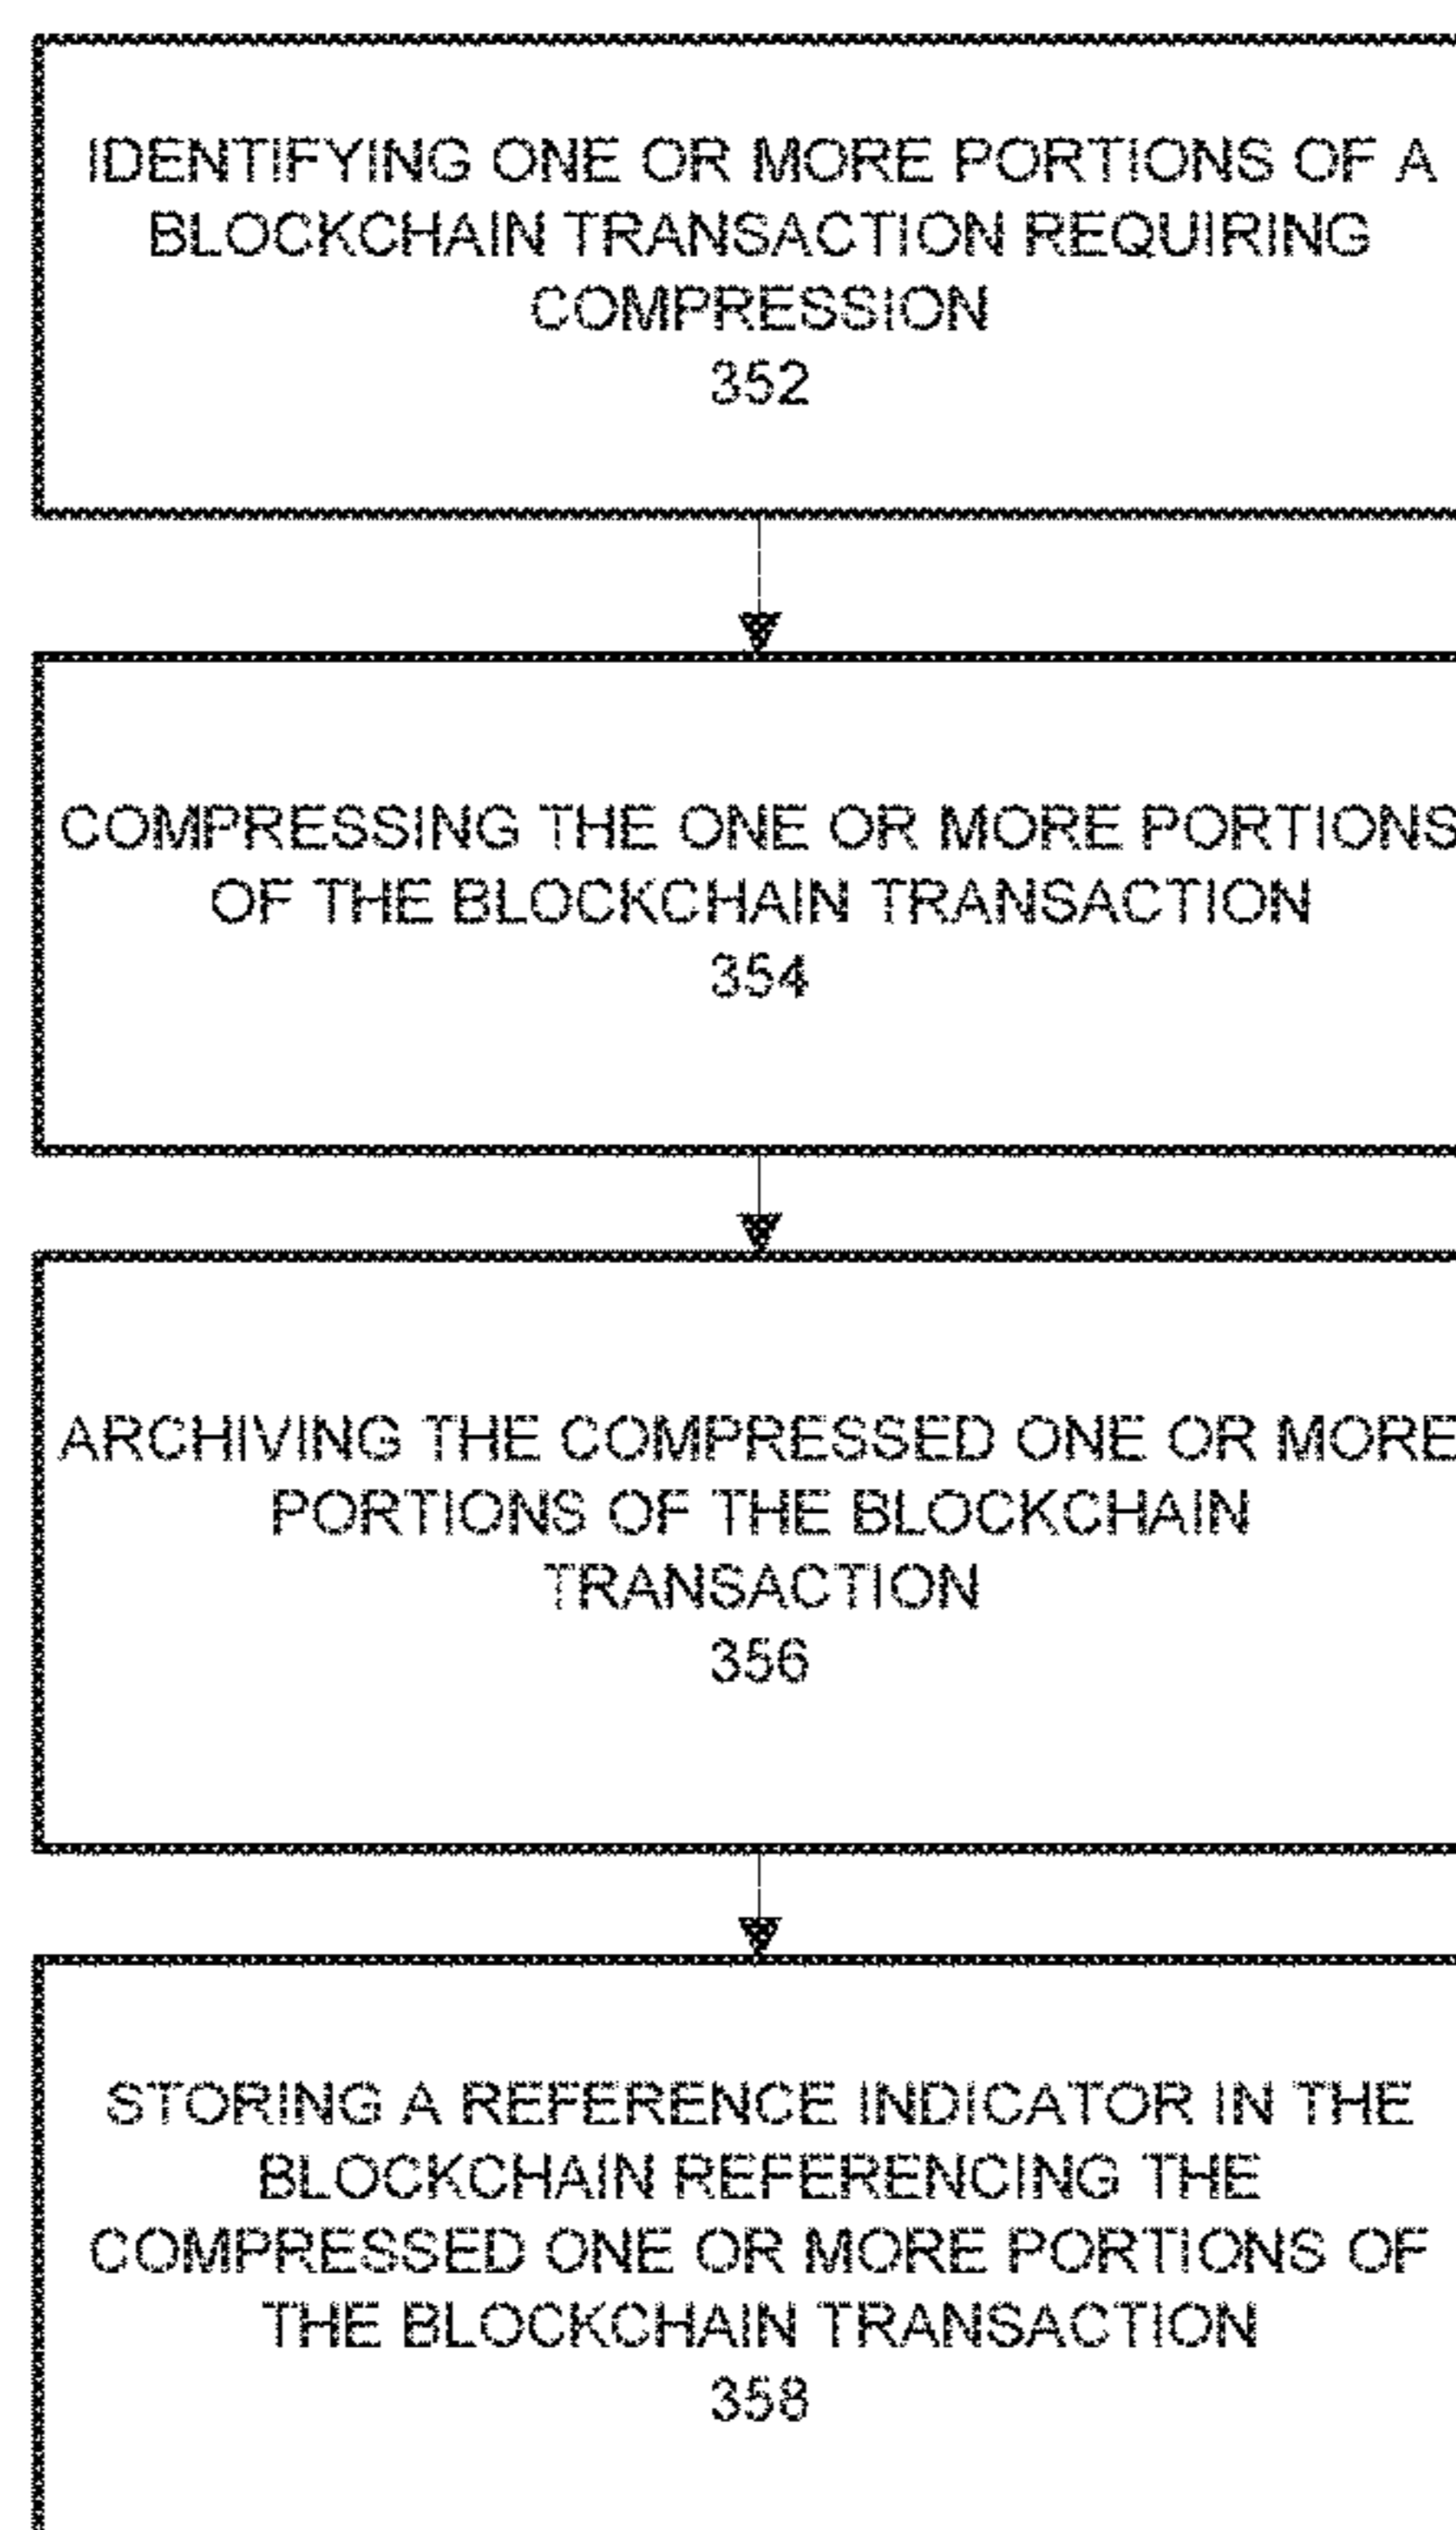 IDENTIFYING ONE OR MORE PORTIONS OF A
BLOCKCHAIN TRANSACTION REQUIRING
COMPRESSION
352
COMPRESSING THE ONE OR MORE PORTIONS
OF THE BLOCKCHAIN TRANSACTION
354
ARCHIVING THE COMPRESSED ONE OR MORE
PORTIONS OF THE BLOCKCHAIN
TRANSACTION
356
STORING A REFERENCE INDICATOR IN THE
BLOCKCHAIN REFERENCING THE
COMPRESSED ONE OR MORE PORTIONS OF
THE BLOCKCHAIN TRANSACTION
358